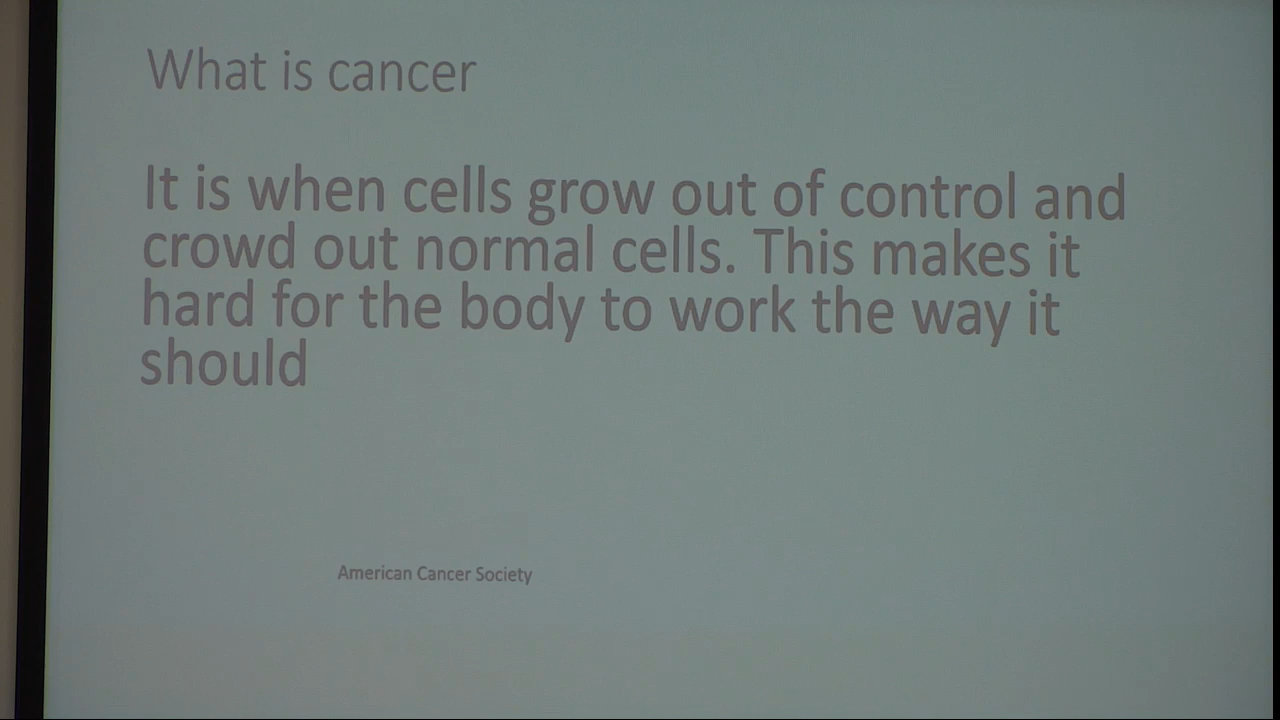 What is cancer
It is when cells grow out of control and
crowd out normal cells. This makes it
hard for the body to work the way it
should
American Cancer Society